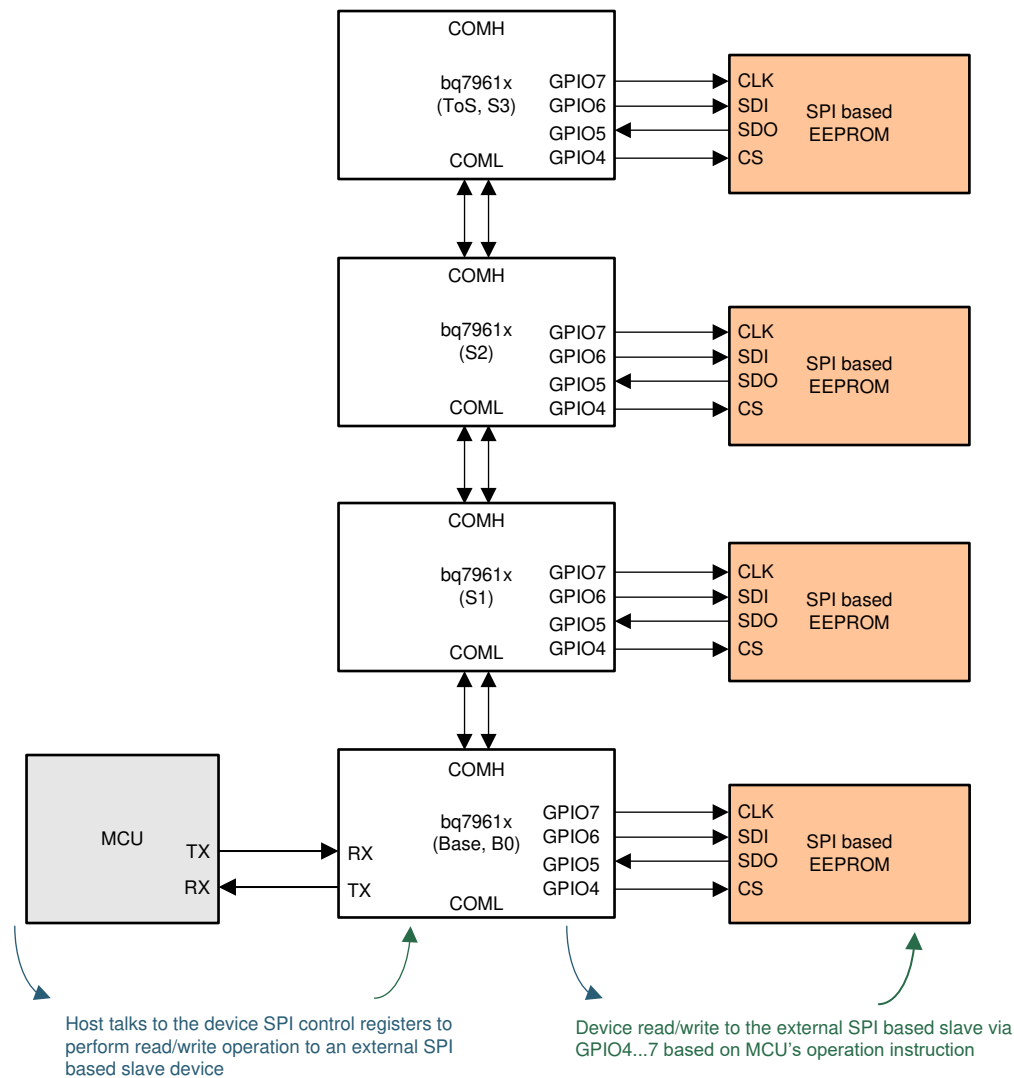 COMH
bq7961x
(ToS, S3)
COML
GPIO7
GPIO6
GPIO5
GPIO4
CLK
SDI
SDO
CS
SPI based
EEPROM
COMH
bq7961x
(S2)
COML
GPIO7
GPIO6
GPIO5
GPIO4
CLK
SDI
SDO
CS
SPI based
EEPROM
COMH
bq7961x
(S1)
COML
GPIO7
GPIO6
GPIO5
GPIO4
CLK
SDI
SDO
CS
SPI based
EEPROM
MCU
TX
RX
RX
TX
COMH
bq7961x
(Base, B0)
COML
GPIO7
GPIO6
GPIO5
GPIO4
CLK
SDI
SDO
CS
SPI based
EEPROM
Host talks to the device SPI control registers to
perform read/write operation to an external SPI
based slave device
Device read/write to the external SPI based slave via
GPIO4...7 based on MCU's operation instruction